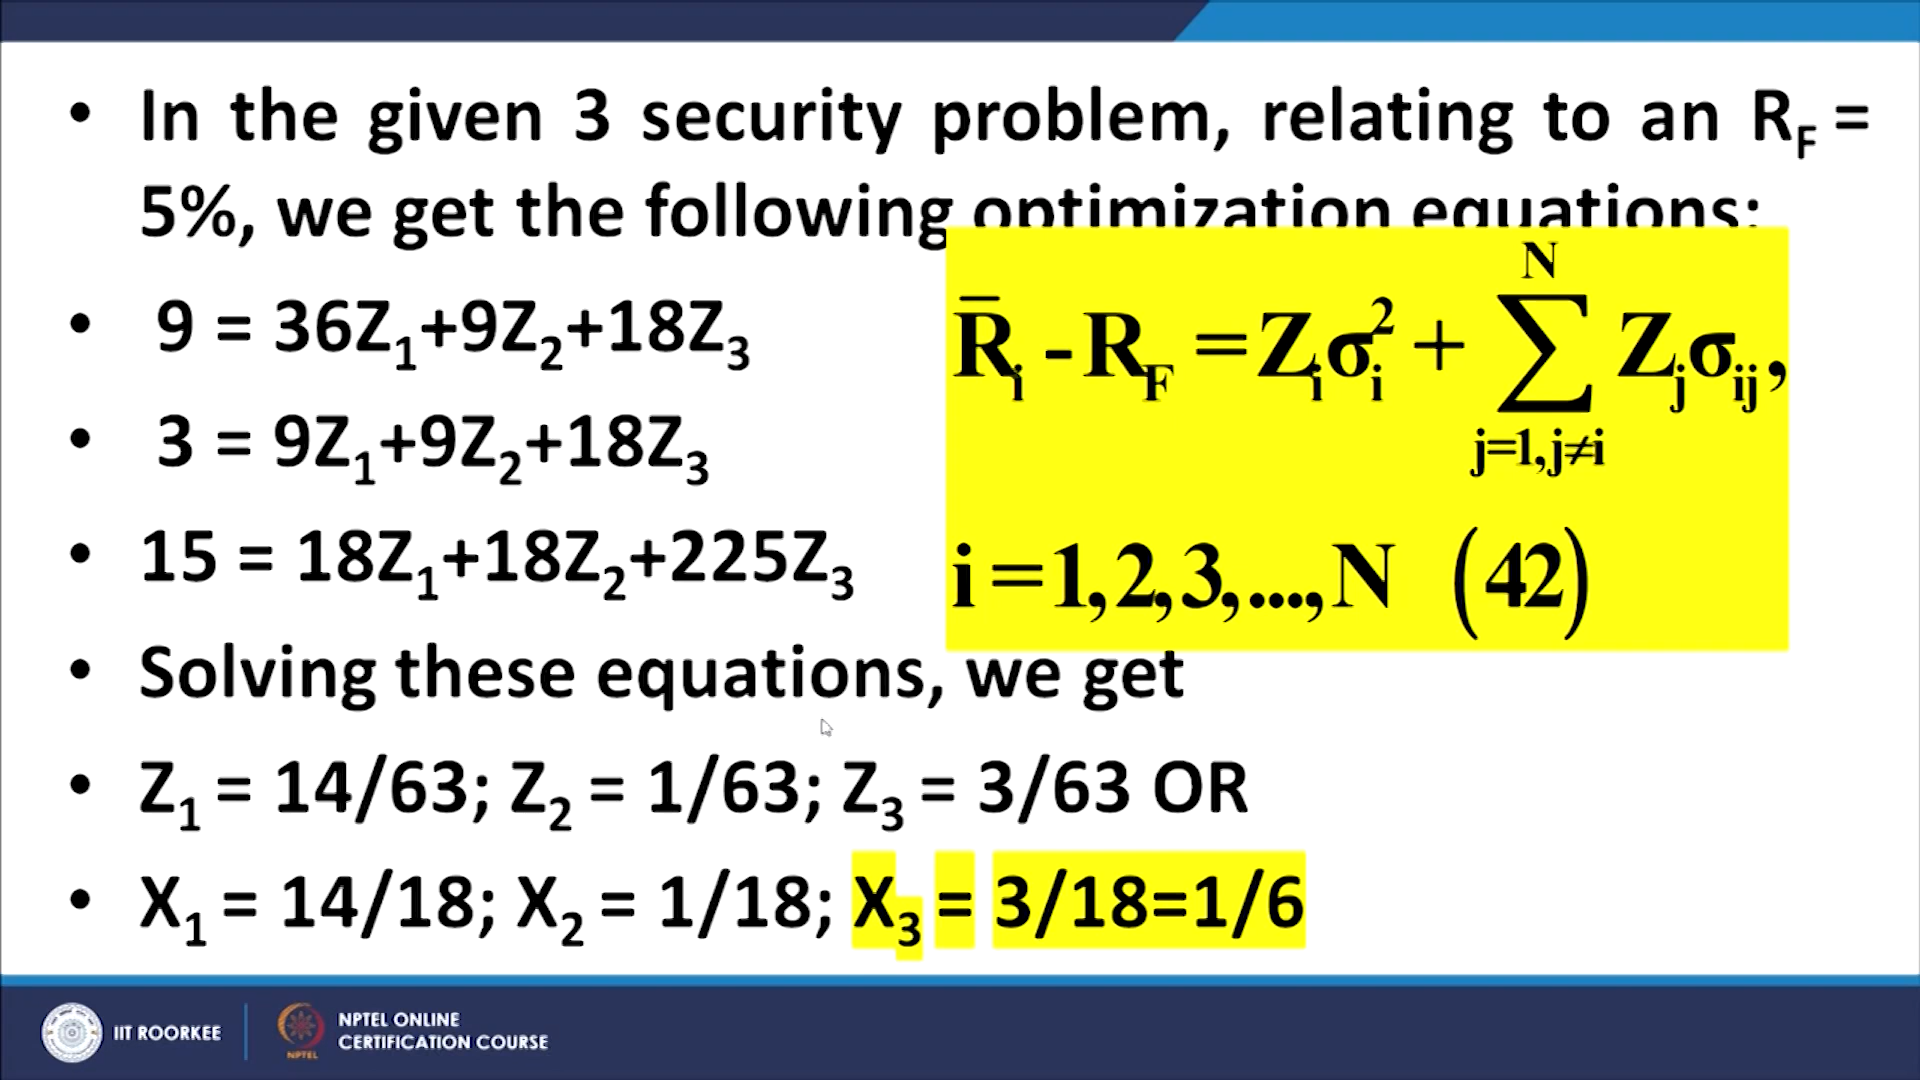 • In the given 3 security problem, relating to an R_F =
5%, we get the following optimization equations:
• 9 = 36Z₁+9Z₂+18Z₃
• 3 = 9Z₁+9Z₂+18Z₃
• 15 = 18Z₁+18Z₂+225Z₃
R̅ᵢ - R_F = Zᵢσᵢ² + ∑_{j=1,j≠i}^{N} Zⱼσᵢⱼ,
i = 1,2,3,...,N (42)
• Solving these equations, we get
• Z₁ = 14/63; Z₂ = 1/63; Z₃ = 3/63 OR
• X₁ = 14/18; X₂ = 1/18; X₃ = 3/18=1/6
IIT ROORKEE
NPTEL
NPTEL ONLINE
CERTIFICATION COURSE